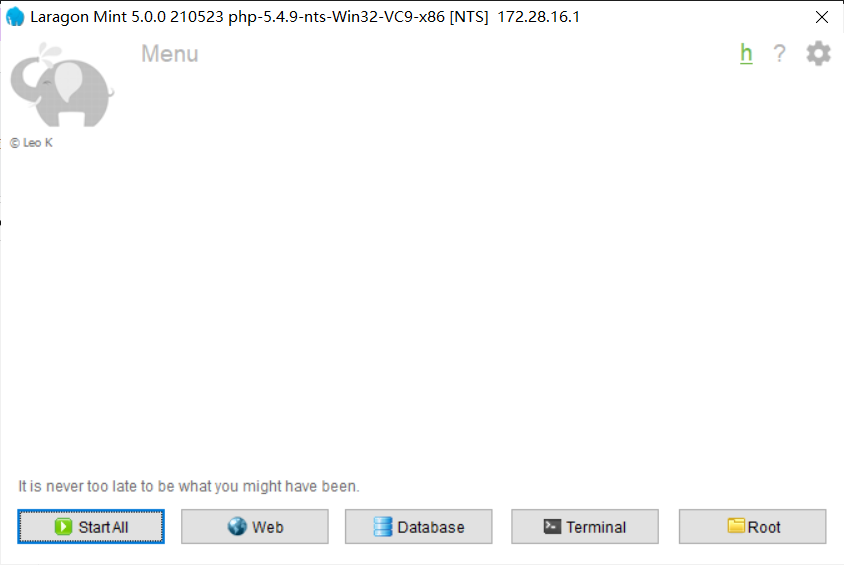 Laragon Mint 5.0.0 210523 php-5.4.9-nts-Win32-VC9-x86 [NTS]  172.28.16.1
Menu
h
?
© Leo K
It is never too late to be what you might have been.
Start All
Web
Database
Terminal
Root